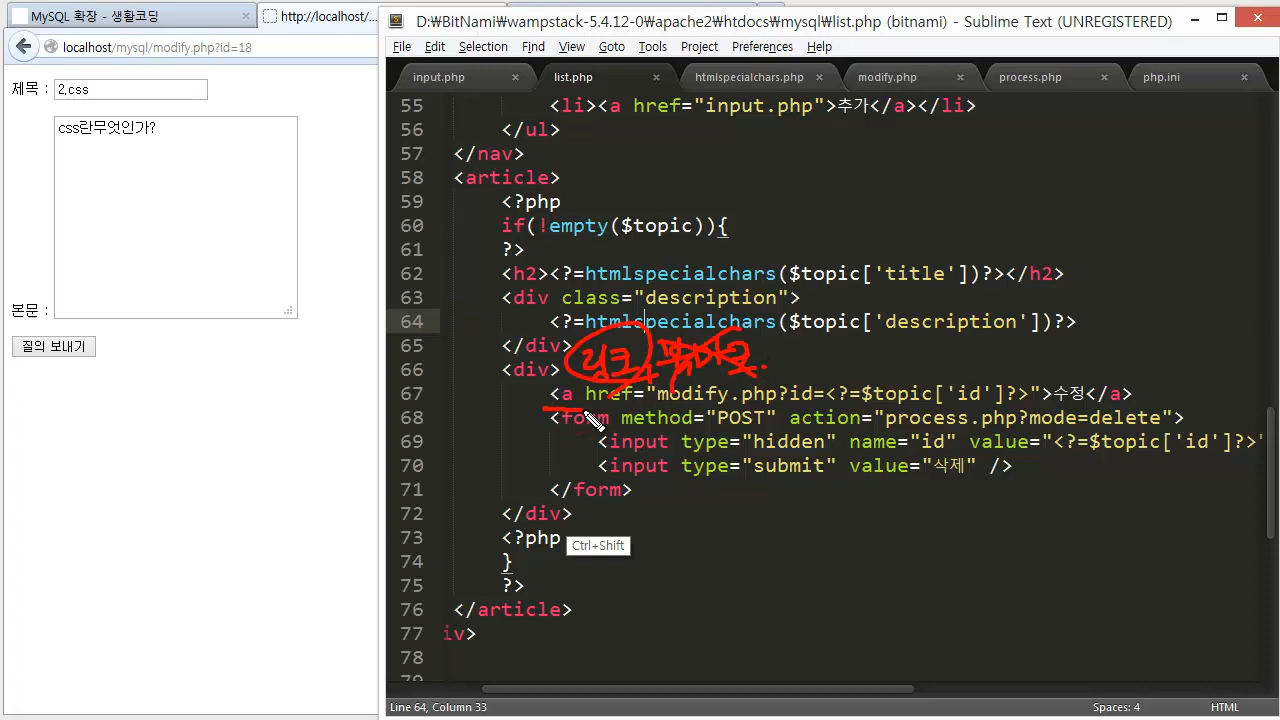 MySQL 확장 - 생활코딩
http://localhost/...
localhost/mysql/modify.php?id=18
제목 : 2.css
css란무엇인가?
본문 :
질의 보내기
D:₩BitNami₩wampstack-5.4.12-0₩apache2₩htdocs₩mysql₩list.php (bitnami) - Sublime Text (UNREGISTERED)
File Edit Selection Find View Goto Tools Project Preferences Help
input.php list.php htmlspecialchars.php modify.php process.php php.ini
55 <li><a href="input.php">추가</a></li>
56 </ul>
57 </nav>
58 <article>
59 <?php
60 if(!empty($topic)){
61 ?>
62 <h2><?=htmlspecialchars($topic['title'])?></h2>
63 <div class="description">
64 <?=htmlspecialchars($topic['description'])?>
65 </div>
링크
66 <div>
67 <a href="modify.php?id=<?=$topic['id']?>">수정</a>
68 <form method="POST" action="process.php?mode=delete">
69 <input type="hidden" name="id" value="<?=$topic['id']?>"
70 <input type="submit" value="삭제" />
71 </form>
72 </div>
73 <?php
Ctrl+Shift
74 }
75 ?>
76 </article>
77 iv>
78
79
Line 64, Column 33 Spaces: 4 HTML